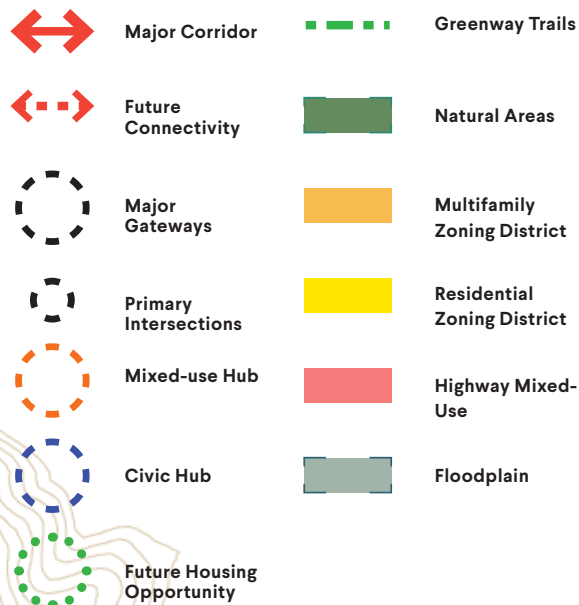 Major Corridor
Future
Connectivity
Major
Gateways
Primary
Intersections
Mixed-use Hub
Civic Hub
Future Housing
Opportunity
Greenway Trails
Natural Areas
Multifamily
Zoning District
Residential
Zoning District
Highway Mixed-
Use
Floodplain